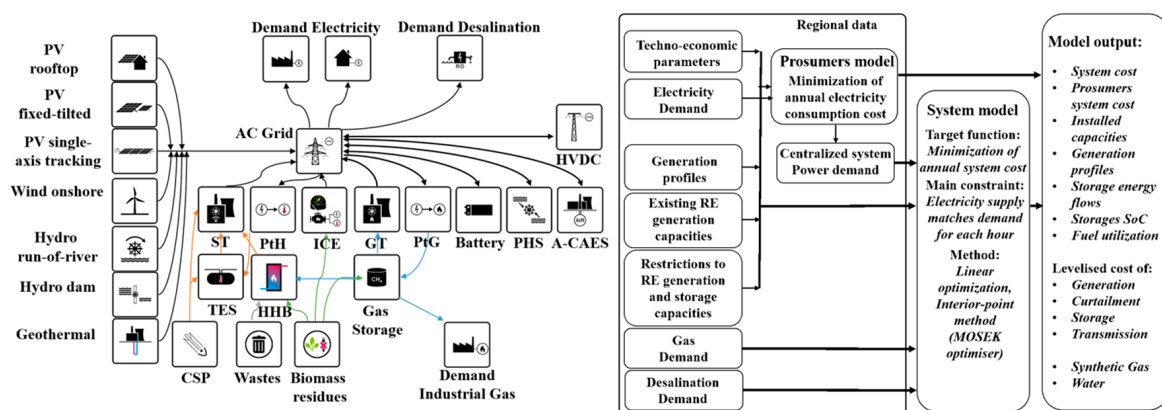 PV
rooftop
PV
fixed-tilted
PV single-
axis tracking
Wind onshore
Hydro
run-of-river
Hydro dam
Geothermal
Demand Electricity
Demand Desalination
RO
AC Grid
HVDC
ST
PtH
ICE
GT
PtG
Battery
PHS
AIR
A-CAES
TES
HHB
CH₄
Gas
Storage
CSP
Wastes
Biomass
residues
Demand
Industrial Gas
Regional data
Techno-economic
parameters
Electricity
Demand
Generation
profiles
Existing RE
generation
capacities
Restrictions to
RE generation
and storage
capacities
Gas
Demand
Desalination
Demand
Prosumers model
Minimization of
annual electricity
consumption cost
Centralized system
Power demand
System model
Target function:
Minimization of
annual system cost
Main constraint:
Electricity supply
matches demand
for each hour
Method:
Linear
optimization,
Interior-point
method
(MOSEK
optimiser)
Model output:
• System cost
• Prosumers
system cost
• Installed
capacities
• Generation
profiles
• Storage energy
flows
• Storages SoC
• Fuel utilization
Levelised cost of:
• Generation
• Curtailment
• Storage
• Transmission
• Synthetic Gas
• Water